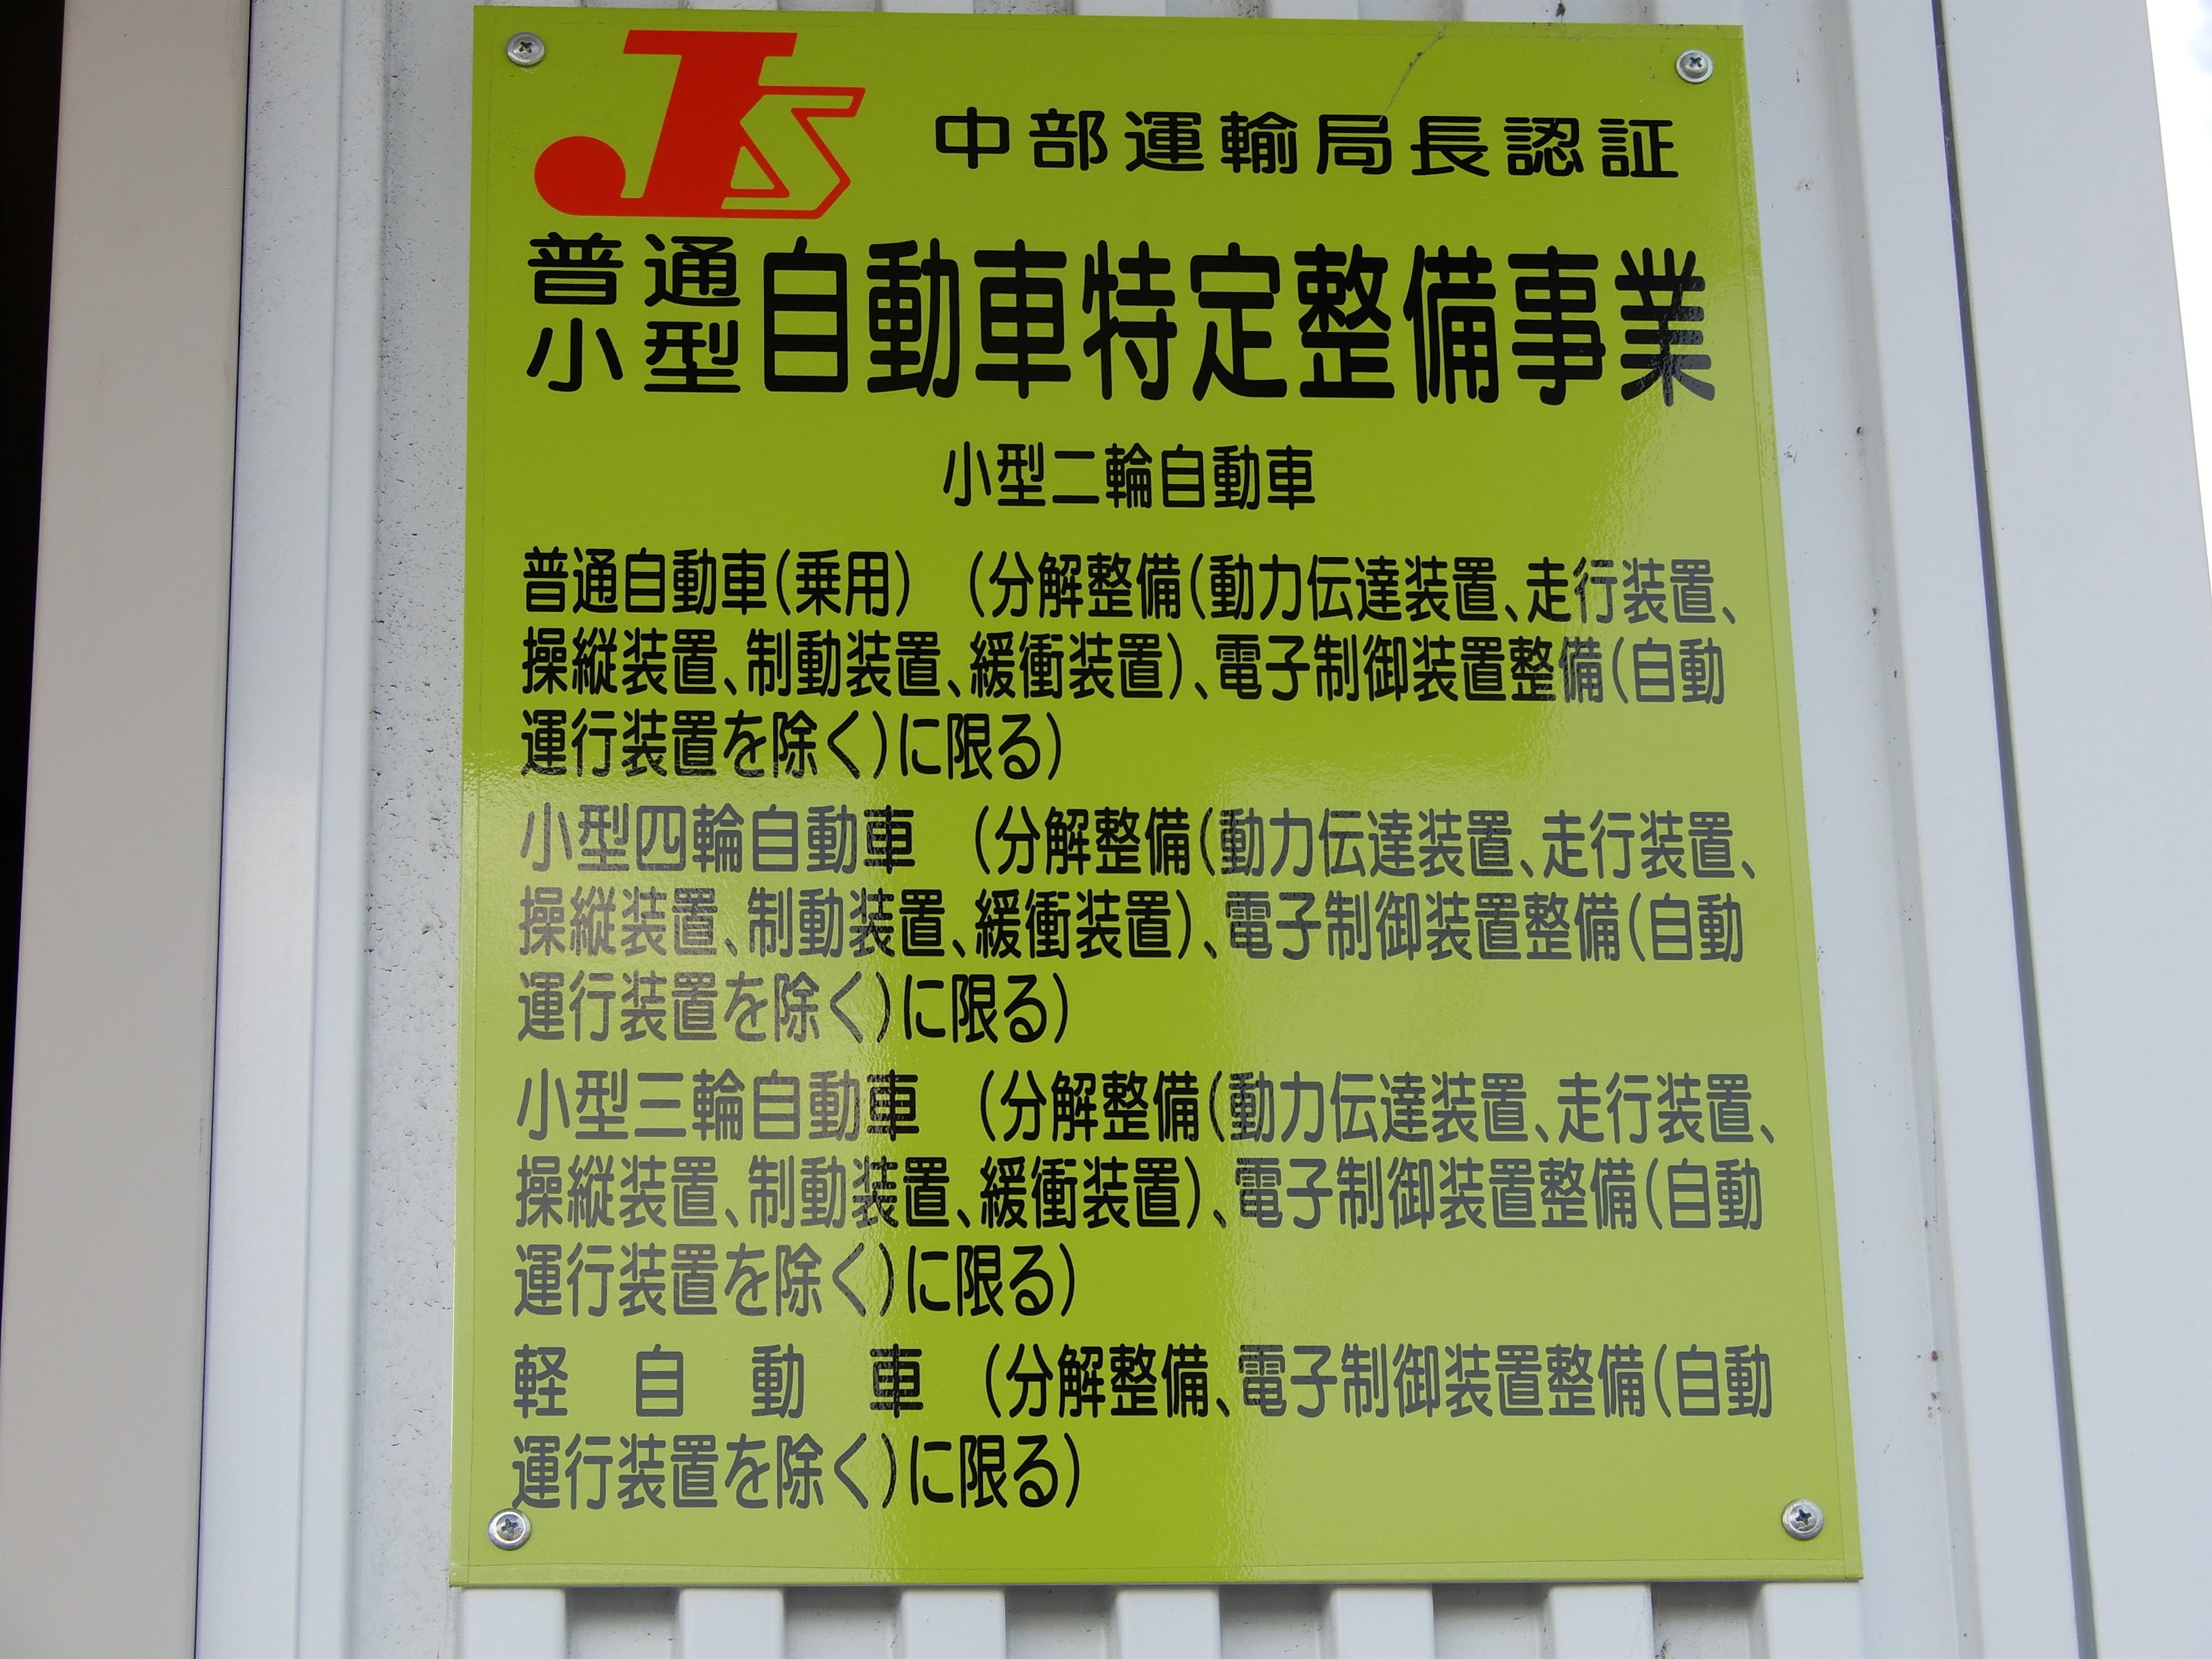 JS 中部運輸局長認証
普通
小型
自動車特定整備事業
小型二輪自動車
普通自動車(乗用) (分解整備(動力伝達装置、走行装置、
操縦装置、制動装置、緩衝装置)、電子制御装置整備(自動
運行装置を除く)に限る)
小型四輪自動車 (分解整備(動力伝達装置、走行装置、
操縦装置、制動装置、緩衝装置)、電子制御装置整備(自動
運行装置を除く)に限る)
小型三輪自動車 (分解整備(動力伝達装置、走行装置、
操縦装置、制動装置、緩衝装置)、電子制御装置整備(自動
運行装置を除く)に限る)
軽自動車 (分解整備、電子制御装置整備(自動
運行装置を除く)に限る)